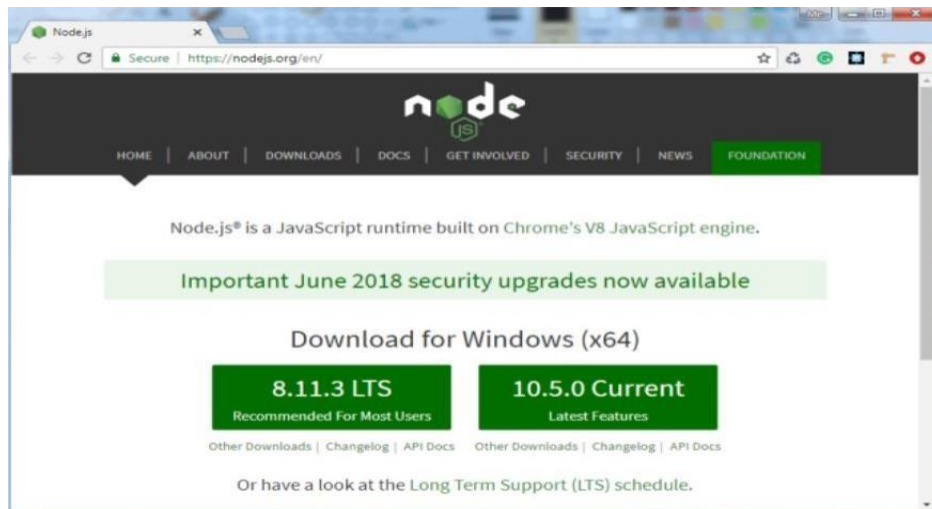 Node.js
Secure | https://nodejs.org/en/
node
JS
HOME | ABOUT | DOWNLOADS | DOCS | GET INVOLVED | SECURITY | NEWS FOUNDATION
Node.js® is a JavaScript runtime built on Chrome's V8 JavaScript engine.
Important June 2018 security upgrades now available
Download for Windows (x64)
8.11.3 LTS
Recommended For Most Users
10.5.0 Current
Latest Features
Other Downloads | Changelog | API Docs
Other Downloads | Changelog | API Docs
Or have a look at the Long Term Support (LTS) schedule.